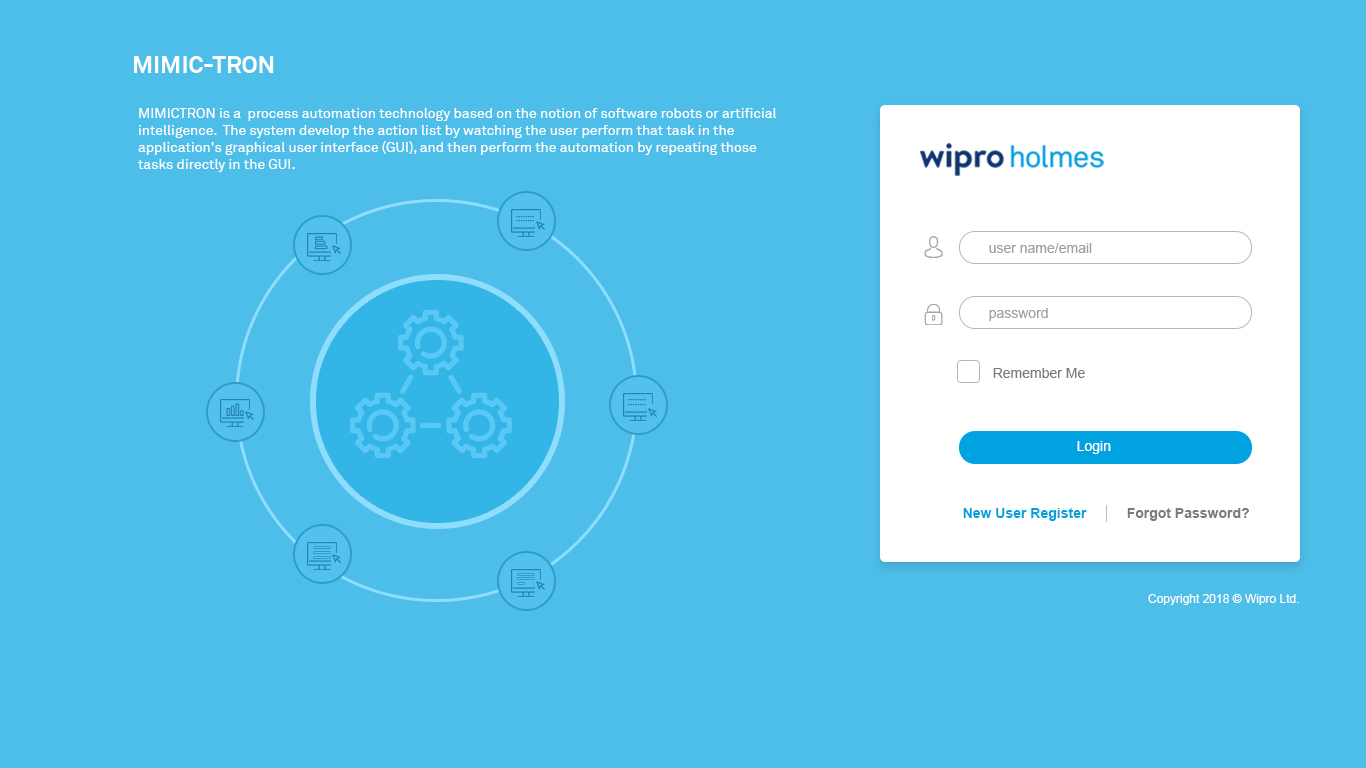 MIMIC-TRON
MIMICTRON is a process automation technology based on the notion of software robots or artificial
intelligence. The system develop the action list by watching the user perform that task in the
application's graphical user interface (GUI), and then perform the automation by repeating those
tasks directly in the GUI.
wipro holmes
user name/email
password
Remember Me
Login
New User Register
Forgot Password?
Copyright 2018 © Wipro Ltd.